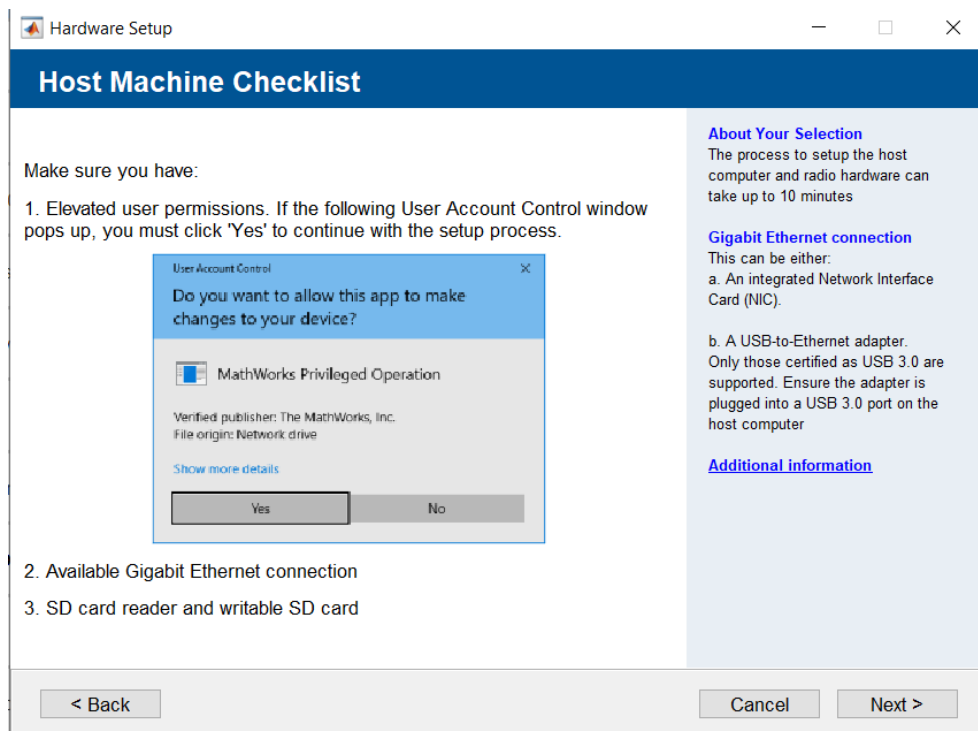 Hardware Setup
Host Machine Checklist
Make sure you have:
1. Elevated user permissions. If the following User Account Control window
pops up, you must click 'Yes' to continue with the setup process.
User Account Control
Do you want to allow this app to make
changes to your device?
MathWorks Privileged Operation
Verified publisher: The MathWorks, Inc.
File origin: Network drive
Show more details
Yes
No
2. Available Gigabit Ethernet connection
3. SD card reader and writable SD card
About Your Selection
The process to setup the host
computer and radio hardware can
take up to 10 minutes
Gigabit Ethernet connection
This can be either:
a. An integrated Network Interface
Card (NIC).
b. A USB-to-Ethernet adapter.
Only those certified as USB 3.0 are
supported. Ensure the adapter is
plugged into a USB 3.0 port on the
host computer
Additional information
< Back
Cancel
Next >